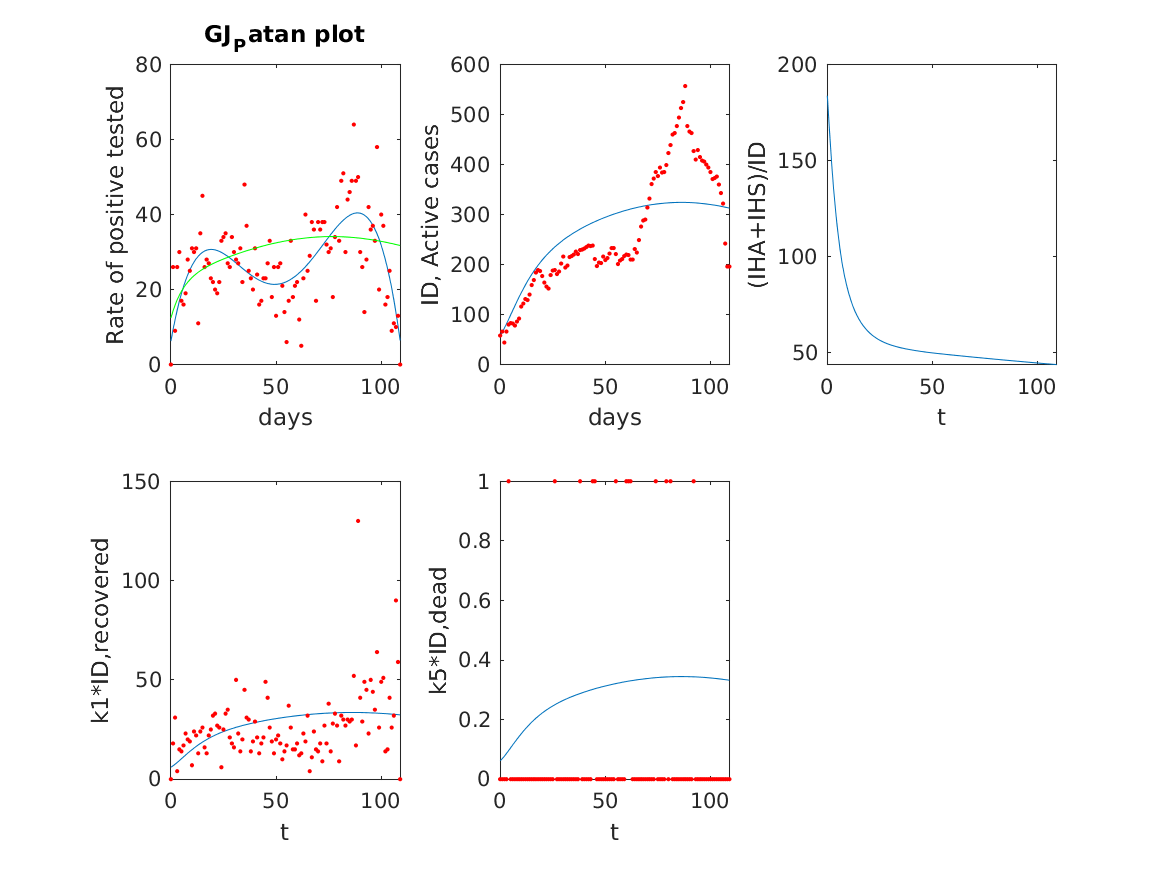 GJPatan plot
80
60
40
20
0
0 50 100
Rate of positive tested
days
600
500
400
300
200
100
0
0 50 100
ID, Active cases
days
200
150
100
50
0 50 100
(IHA+IHS)/ID
t
150
100
50
0
0 50 100
k1*ID,recovered
t
1
0.8
0.6
0.4
0.2
0
0 50 100
k5*ID,dead
t